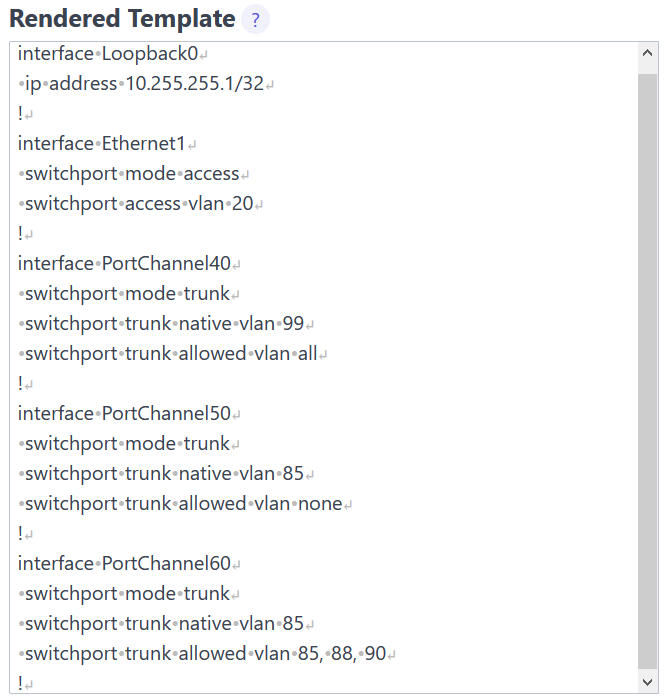 Rendered Template ?
interface Loopback0
 ip address 10.255.255.1/32
!
interface Ethernet1
 switchport mode access
 switchport access vlan 20
!
interface PortChannel40
 switchport mode trunk
 switchport trunk native vlan 99
 switchport trunk allowed vlan all
!
interface PortChannel50
 switchport mode trunk
 switchport trunk native vlan 85
 switchport trunk allowed vlan none
!
interface PortChannel60
 switchport mode trunk
 switchport trunk native vlan 85
 switchport trunk allowed vlan 85, 88, 90
!